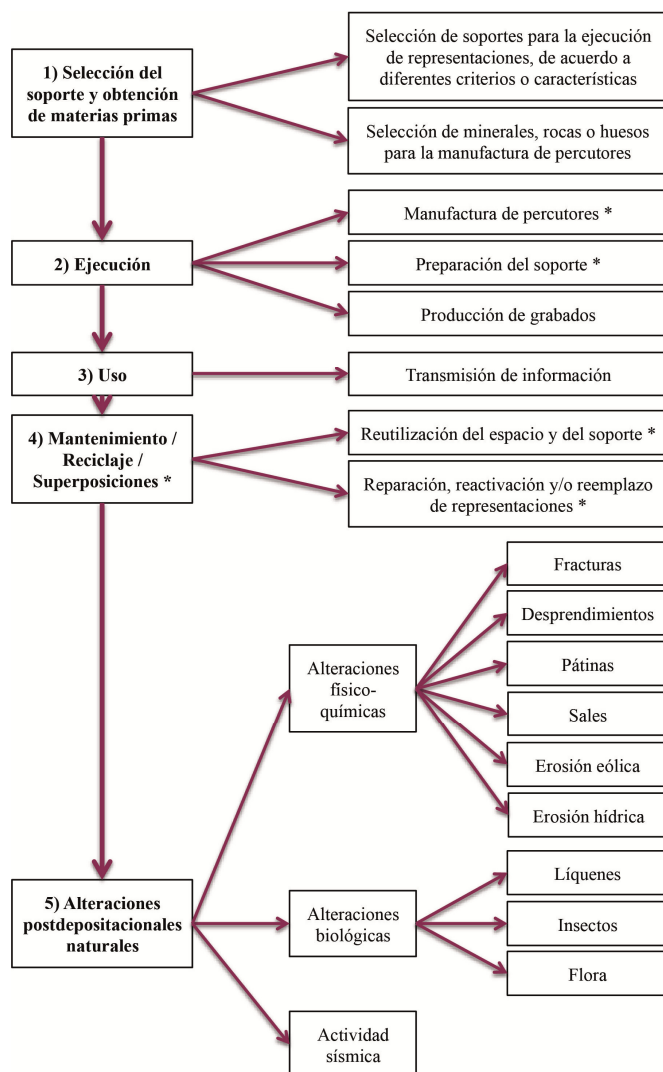 1) Selección del
soporte y obtención
de materias primas
Selección de soportes para la ejecución
de representaciones, de acuerdo a
diferentes criterios o características
Selección de minerales, rocas o huesos
para la manufactura de percutores
2) Ejecución
Manufactura de percutores *
Preparación del soporte *
Producción de grabados
3) Uso
Transmisión de información
4) Mantenimiento /
Reciclaje /
Superposiciones *
Reutilización del espacio y del soporte *
Reparación, reactivación y/o reemplazo
de representaciones *
5) Alteraciones
postdepositacionales
naturales
Alteraciones
físico-
químicas
Fracturas
Desprendimientos
Pátinas
Sales
Erosión eólica
Erosión hídrica
Alteraciones
biológicas
Líquenes
Insectos
Flora
Actividad
sísmica